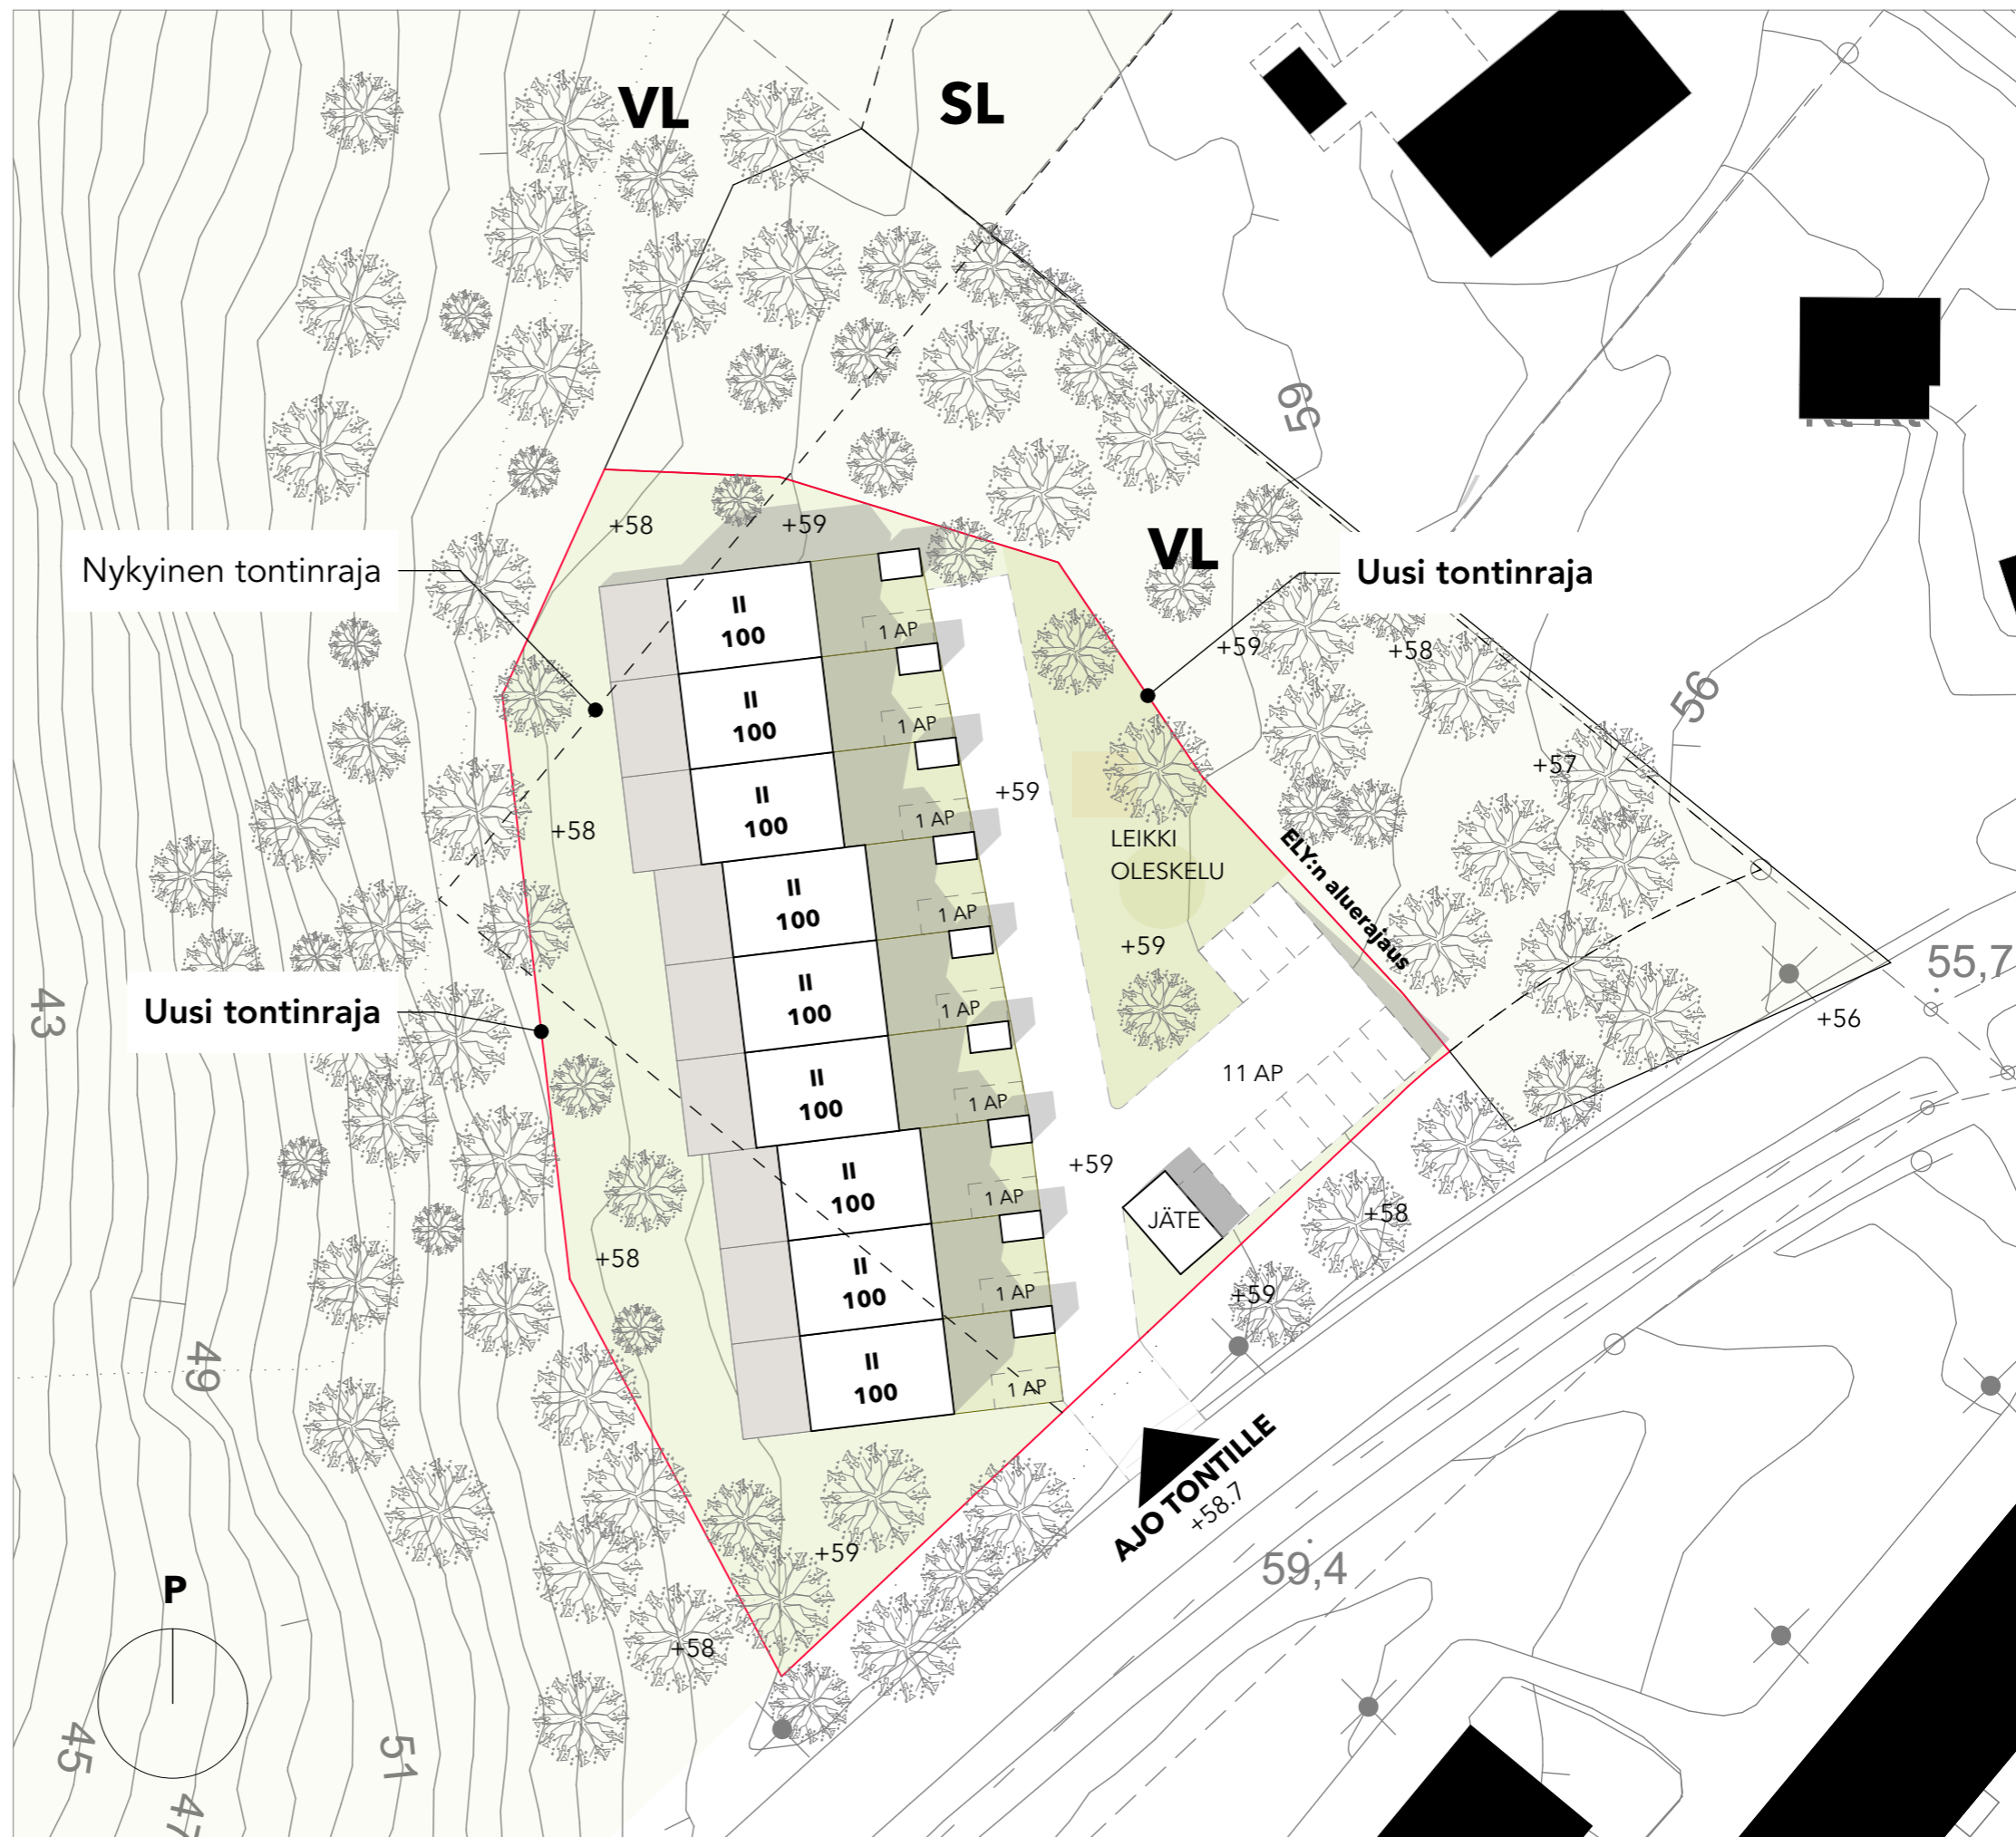 VL
SL
59
Kt Kt
+58
+59
Nykyinen tontinraja
VL
Uusi tontinraja
II
100
1 AP
+59
+58
56
II
100
1 AP
+57
+59
II
100
1 AP
+58
LEIKKI
OLESKELU
ELY:n aluerajaus
II
100
1 AP
+59
55,7
43
Uusi tontinraja
II
100
1 AP
+56
11 AP
II
100
1 AP
+59
II
100
1 AP
JÄTE
+58
+58
II
100
1 AP
+59
49
II
100
1 AP
AJO TONTILLE
+58.7
+59
59,4
P
+58
45
51
47